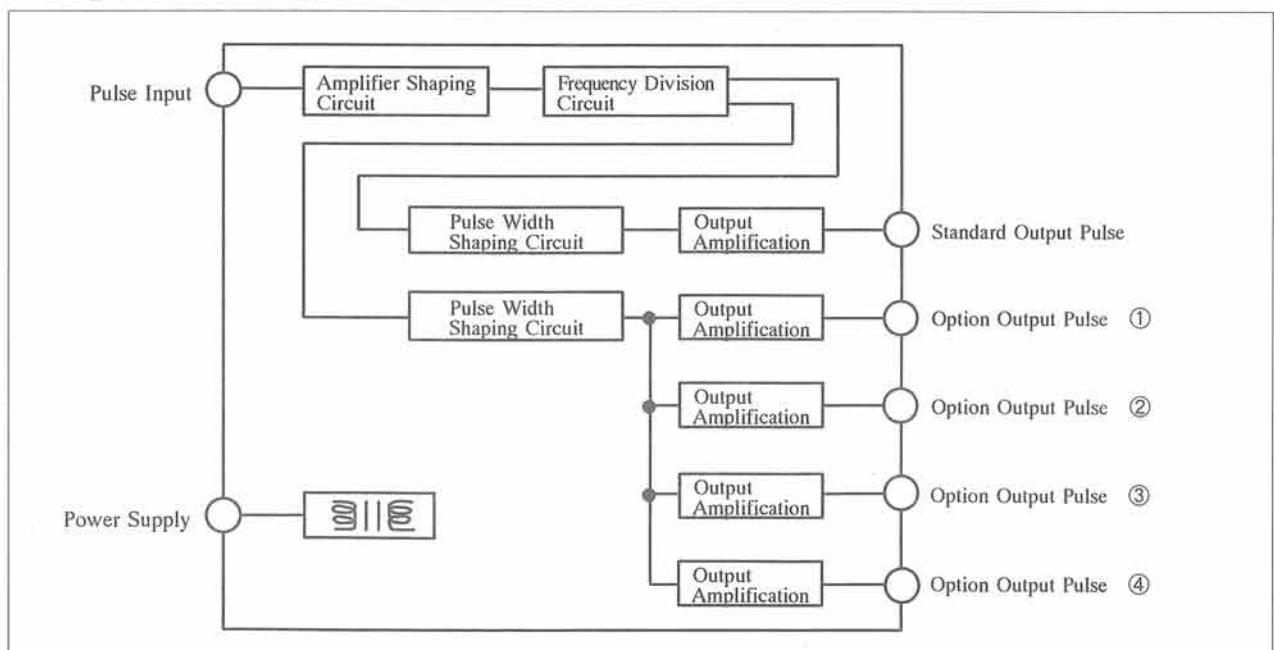 Pulse Input
Amplifier Shaping
Circuit
Frequency Division
Circuit
Pulse Width
Shaping Circuit
Output
Amplification
Standard Output Pulse
Pulse Width
Shaping Circuit
Output
Amplification
Option Output Pulse ①
Output
Amplification
Option Output Pulse ②
Output
Amplification
Option Output Pulse ③
Power Supply
Output
Amplification
Option Output Pulse ④